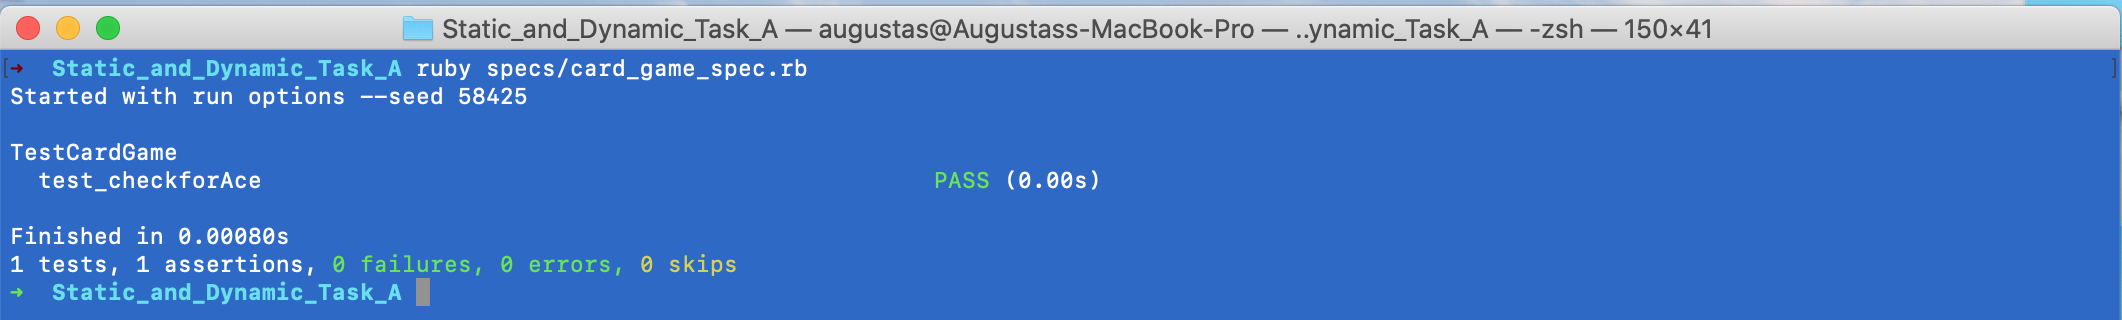 Static_and_Dynamic_Task_A — augustas@Augustass-MacBook-Pro — ..ynamic_Task_A — -zsh — 150×41
[➜  Static_and_Dynamic_Task_A ruby specs/card_game_spec.rb ]
Started with run options --seed 58425
TestCardGame
test_checkforAce PASS (0.00s)
Finished in 0.00080s
1 tests, 1 assertions, 0 failures, 0 errors, 0 skips
➜  Static_and_Dynamic_Task_A